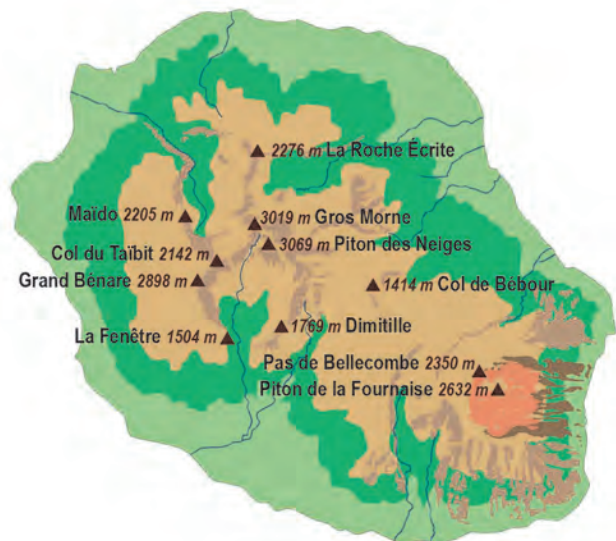 2276 m La Roche Écrite
Maïdo 2205 m
3019 m Gros Morne
3069 m Piton des Neiges
Col du Taïbit 2142 m
Grand Bénare 2898 m
1414 m Col de Bébour
1769 m Dimitille
La Fenêtre 1504 m
Pas de Bellecombe 2350 m
Piton de la Fournaise 2632 m